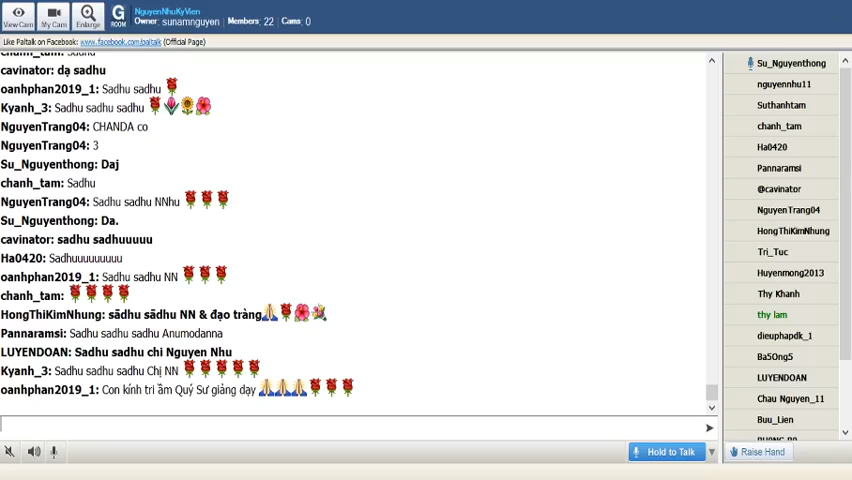 NguyenNhuKyVien
Owner: sunamnguyen Members: 22 Cams: 0
View Cam My Cam Enlarge G ROOM
Like Paltalk on Facebook: www.facebook.com/paltalk (Official Page)
chanh_tam: Sadhu
cavinator: dạ sadhu
oanhphan2019_1: Sadhu sadhu
Kyanh_3: Sadhu sadhu sadhu
NguyenTrang04: CHANDA co
NguyenTrang04: 3
Su_Nguyenthong: Daj
chanh_tam: Sadhu
NguyenTrang04: Sadhu sadhu NNhu
Su_Nguyenthong: Da.
cavinator: sadhu sadhuuuuu
Ha0420: Sadhuuuuuuuuu
oanhphan2019_1: Sadhu sadhu NN
chanh_tam:
HongThiKimNhung: sādhu sādhu NN & đạo tràng
Pannaramsi: Sadhu sadhu sadhu Anumodanna
LUYENDOAN: Sadhu sadhu chi Nguyen Nhu
Kyanh_3: Sadhu sadhu sadhu Chị NN
oanhphan2019_1: Con kính tri ầm Quý Sư giảng dạy
Su_Nguyenthong
nguyennhu11
Suthanhtam
chanh_tam
Ha0420
Pannaramsi
@cavinator
NguyenTrang04
HongThiKimNhung
Tri_Tuc
Huyenmong2013
Thy Khanh
thy lam
dieuphapdk_1
Ba5Ong5
LUYENDOAN
Chau Nguyen_11
Buu_Lien
Hold to Talk
Raise Hand